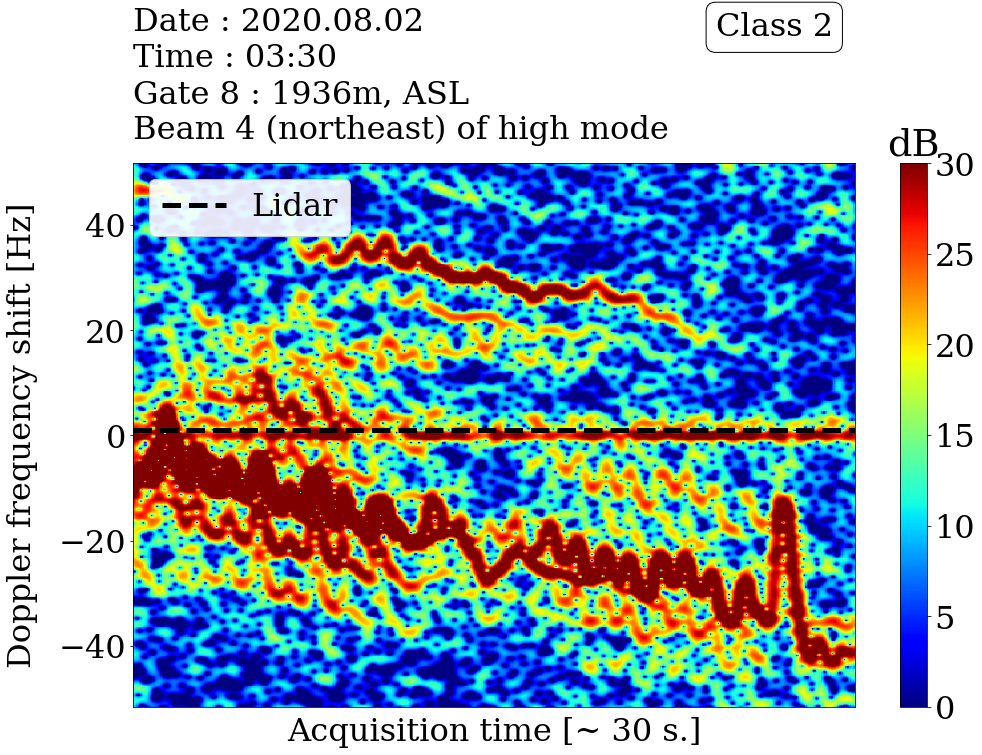 Date : 2020.08.02
Time : 03:30
Gate 8 : 1936m, ASL
Beam 4 (northeast) of high mode
Class 2
dB
Lidar
Doppler frequency shift [Hz]
40
20
0
−20
−40
Acquisition time [~ 30 s.]
30
25
20
15
10
5
0